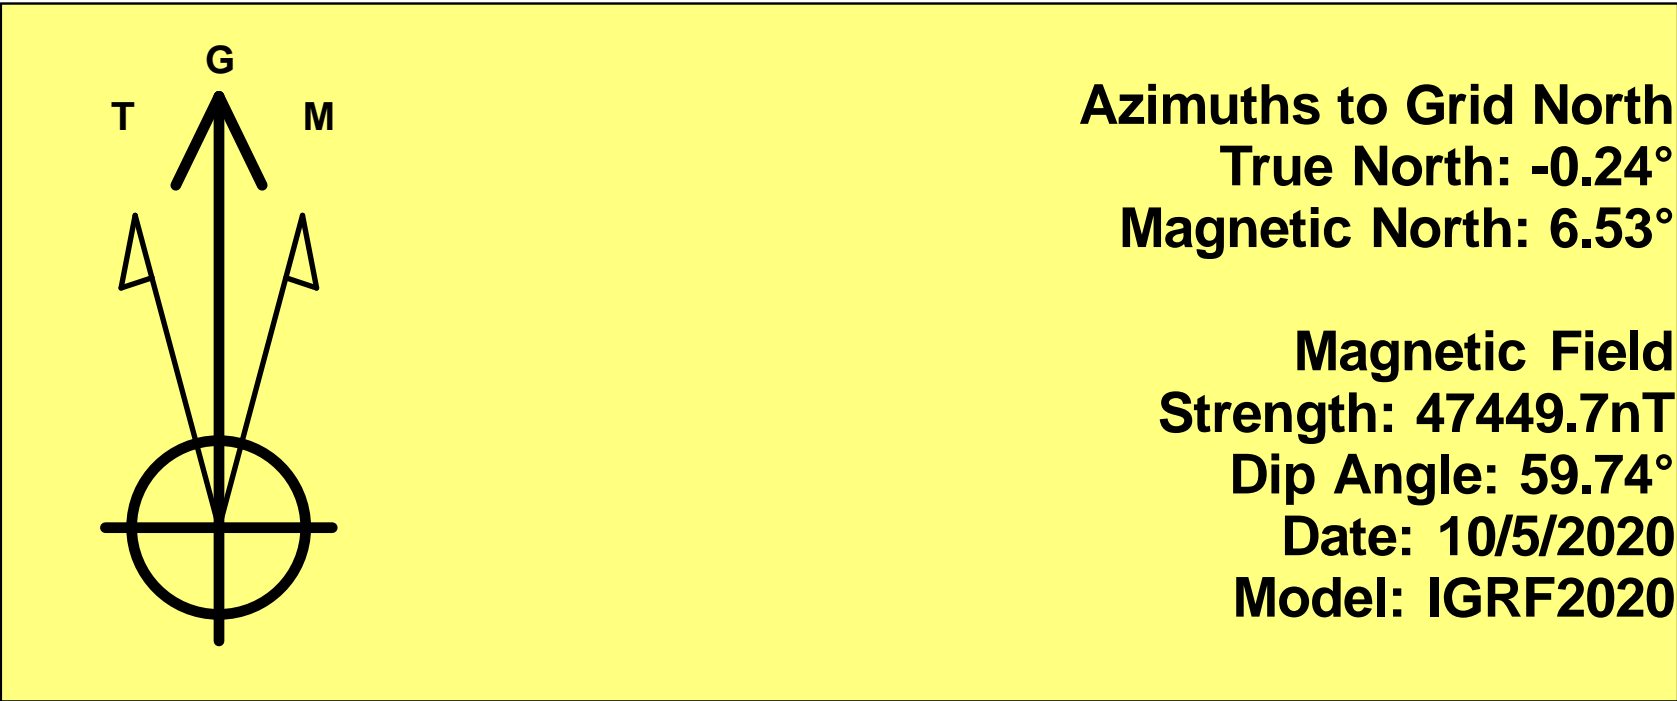 G
T
M
Azimuths to Grid North
True North: -0.24°
Magnetic North: 6.53°
Magnetic Field
Strength: 47449.7nT
Dip Angle: 59.74°
Date: 10/5/2020
Model: IGRF2020